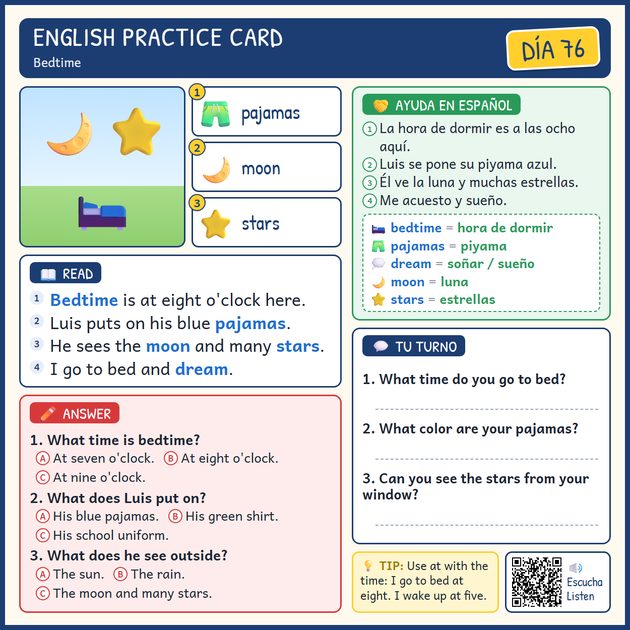 ENGLISH PRACTICE CARD
Bedtime
DÍA 76
1 pajamas
2 moon
3 stars
READ
1 Bedtime is at eight o'clock here.
2 Luis puts on his blue pajamas.
3 He sees the moon and many stars.
4 I go to bed and dream.
ANSWER
1. What time is bedtime?
A At seven o'clock. B At eight o'clock.
C At nine o'clock.
2. What does Luis put on?
A His blue pajamas. B His green shirt.
C His school uniform.
3. What does he see outside?
A The sun. B The rain.
C The moon and many stars.
AYUDA EN ESPAÑOL
1 La hora de dormir es a las ocho
aquí.
2 Luis se pone su piyama azul.
3 Él ve la luna y muchas estrellas.
4 Me acuesto y sueño.
bedtime = hora de dormir
pajamas = piyama
dream = soñar / sueño
moon = luna
stars = estrellas
TU TURNO
1. What time do you go to bed?
2. What color are your pajamas?
3. Can you see the stars from your
window?
TIP: Use at with the
time: I go to bed at
eight. I wake up at five.
Escucha
Listen